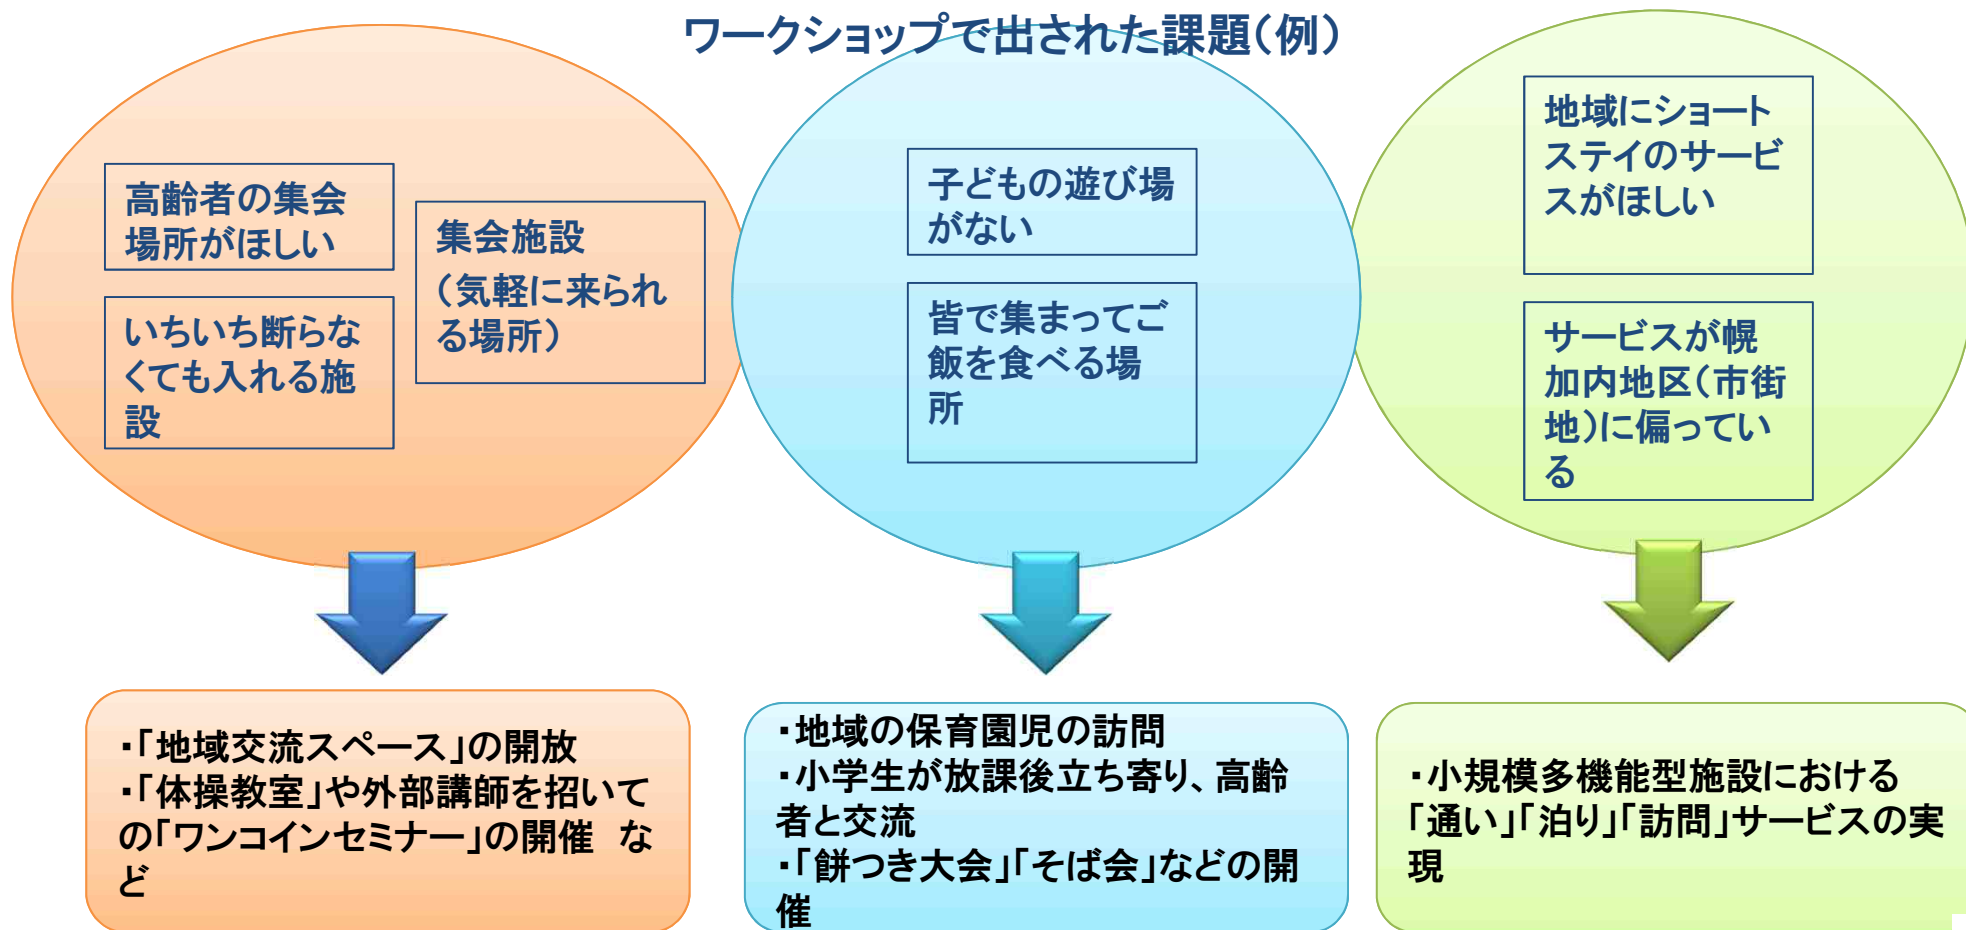 ワークショップで出された課題（例）
高齢者の集会
場所がほしい
いちいち断らな
くても入れる施
設
集会施設
（気軽に来られ
る場所）
子どもの遊び場
がない
皆で集まってご
飯を食べる場
所
地域にショート
ステイのサービ
スがほしい
サービスが幌
加内地区（市街
地）に偏ってい
る
・「地域交流スペース」の開放
・「体操教室」や外部講師を招いて
の「ワンコインセミナー」の開催　な
ど
・地域の保育園児の訪問
・小学生が放課後立ち寄り、高齢
者と交流
・「餅つき大会」「そば会」などの開
催
・小規模多機能型施設における
「通い」「泊り」「訪問」サービスの実
現